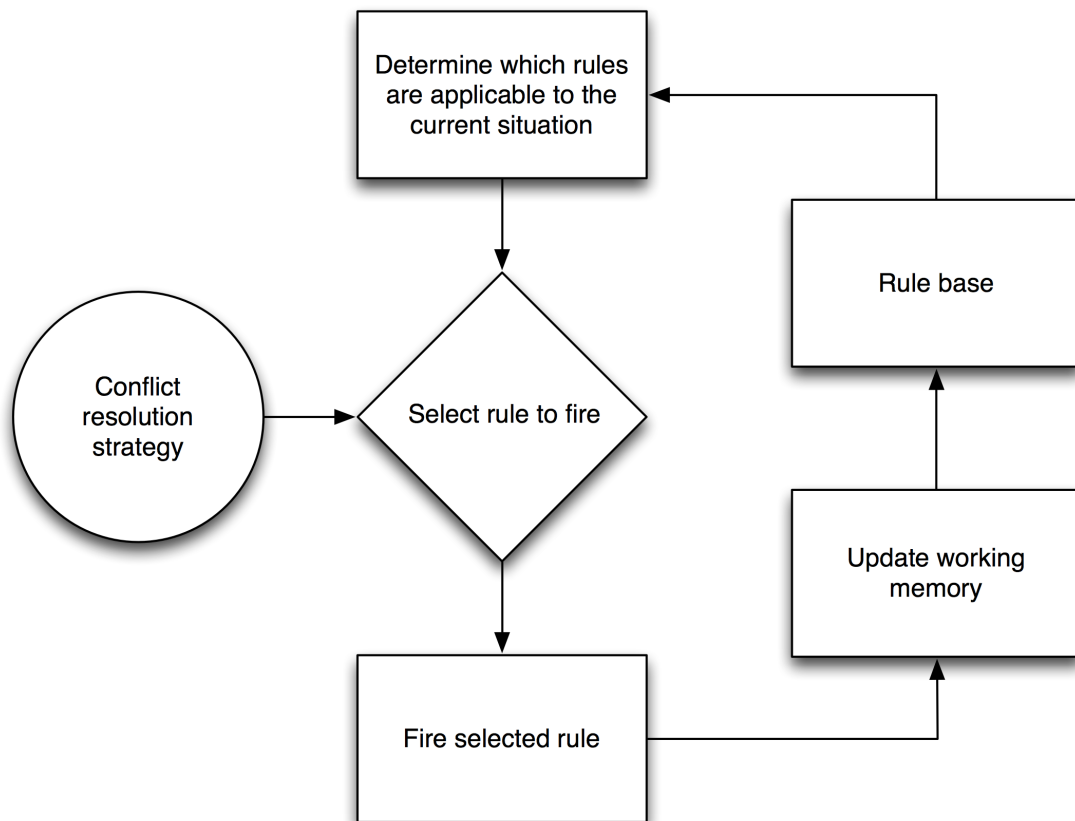 Determine which rules
are applicable to the
current situation
Rule base
Conflict
resolution
strategy
Select rule to fire
Update working
memory
Fire selected rule